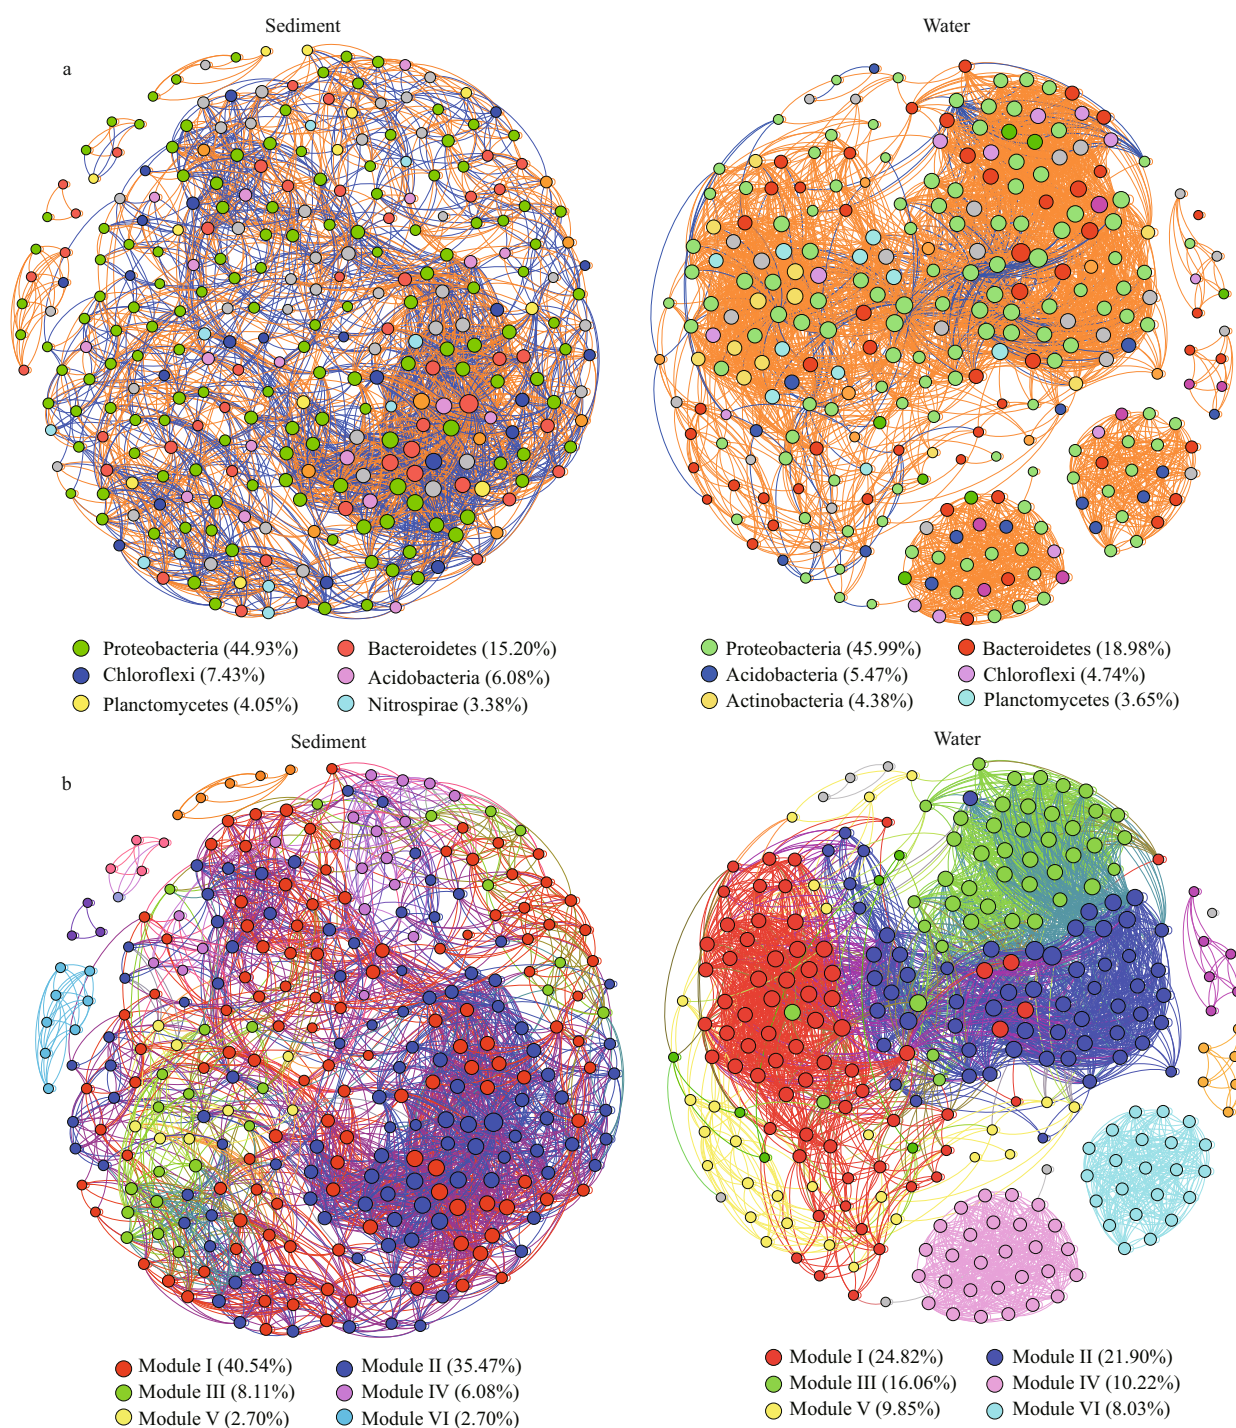 Sediment
Water
a
Proteobacteria (44.93%)
Bacteroidetes (15.20%)
Chloroflexi (7.43%)
Acidobacteria (6.08%)
Planctomycetes (4.05%)
Nitrospirae (3.38%)
Proteobacteria (45.99%)
Bacteroidetes (18.98%)
Acidobacteria (5.47%)
Chloroflexi (4.74%)
Actinobacteria (4.38%)
Planctomycetes (3.65%)
Sediment
Water
b
Module I (40.54%)
Module II (35.47%)
Module III (8.11%)
Module IV (6.08%)
Module V (2.70%)
Module VI (2.70%)
Module I (24.82%)
Module II (21.90%)
Module III (16.06%)
Module IV (10.22%)
Module V (9.85%)
Module VI (8.03%)